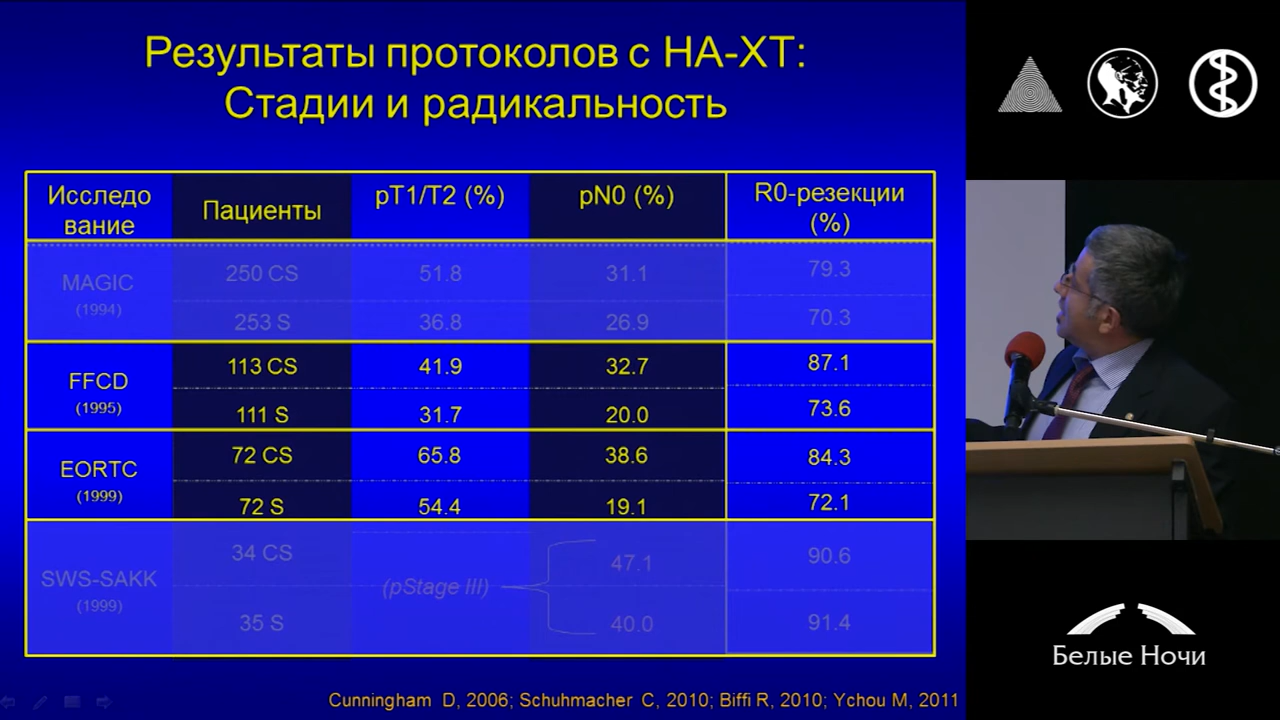 Результаты протоколов с НА-ХТ:
Стадии и радикальность
Исследо
вание
Пациенты
pT1/T2 (%)
pN0 (%)
R0-резекции
(%)
MAGIC
(1994)
250 CS
51.8
31.1
79.3
253 S
36.8
26.9
70.3
FFCD
(1995)
113 CS
41.9
32.7
87.1
111 S
31.7
20.0
73.6
EORTC
(1999)
72 CS
65.8
38.6
84.3
72 S
54.4
19.1
72.1
SWS-SAKK
(1999)
34 CS
(pStage III)
47.1
90.6
35 S
40.0
91.4
Cunningham D, 2006; Schuhmacher C, 2010; Biffi R, 2010; Ychou M, 2011
Белые Ночи